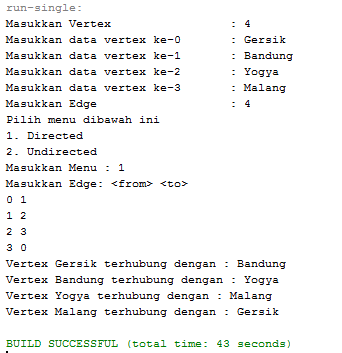 run-single:
Masukkan Vertex : 4
Masukkan data vertex ke-0 : Gersik
Masukkan data vertex ke-1 : Bandung
Masukkan data vertex ke-2 : Yogya
Masukkan data vertex ke-3 : Malang
Masukkan Edge : 4
Pilih menu dibawah ini
1. Directed
2. Undirected
Masukkan Menu : 1
Masukkan Edge: <from> <to>
0 1
1 2
2 3
3 0
Vertex Gersik terhubung dengan : Bandung
Vertex Bandung terhubung dengan : Yogya
Vertex Yogya terhubung dengan : Malang
Vertex Malang terhubung dengan : Gersik
BUILD SUCCESSFUL (total time: 43 seconds)